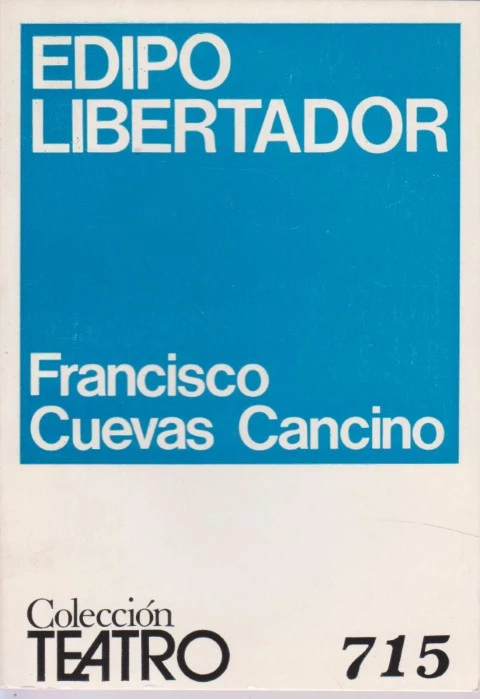 EDIPO
LIBERTADOR
Francisco
Cuevas Cancino
Colección
TEATRO
715